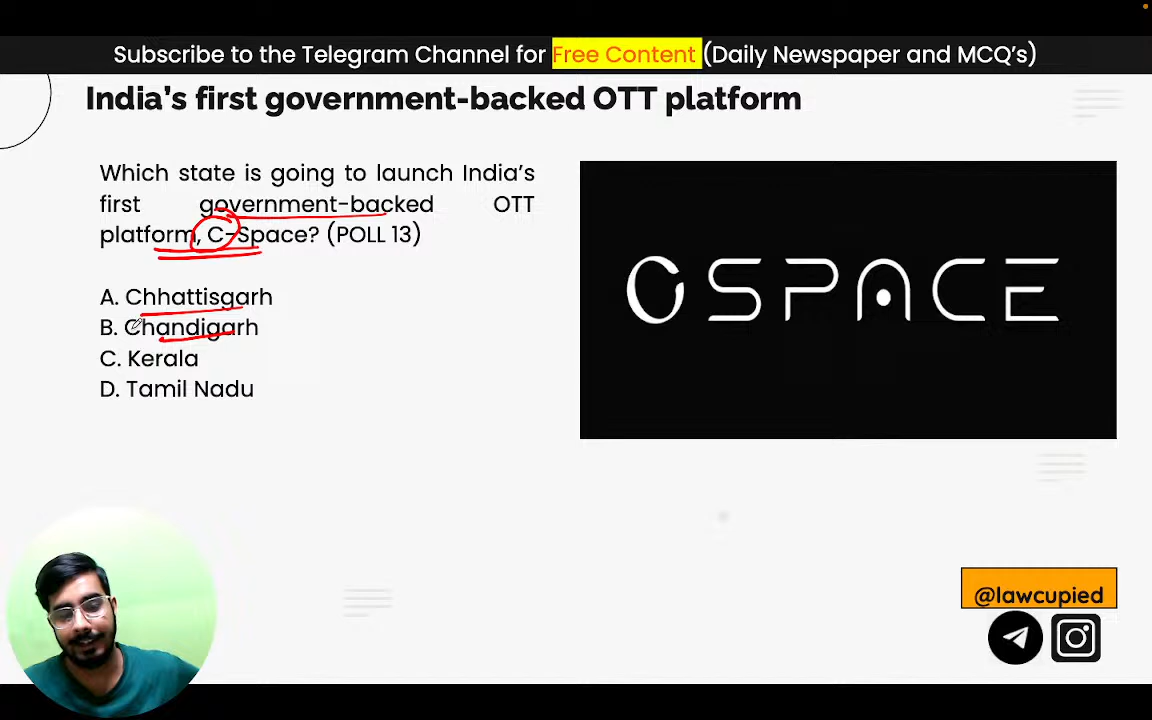 Subscribe to the Telegram Channel for Free Content (Daily Newspaper and MCQ's)
India's first government-backed OTT platform
Which state is going to launch India's
first government-backed OTT
platform, C-Space? (POLL 13)
A. Chhattisgarh
B. Chandigarh
C. Kerala
D. Tamil Nadu
CSPACE
@lawcupied